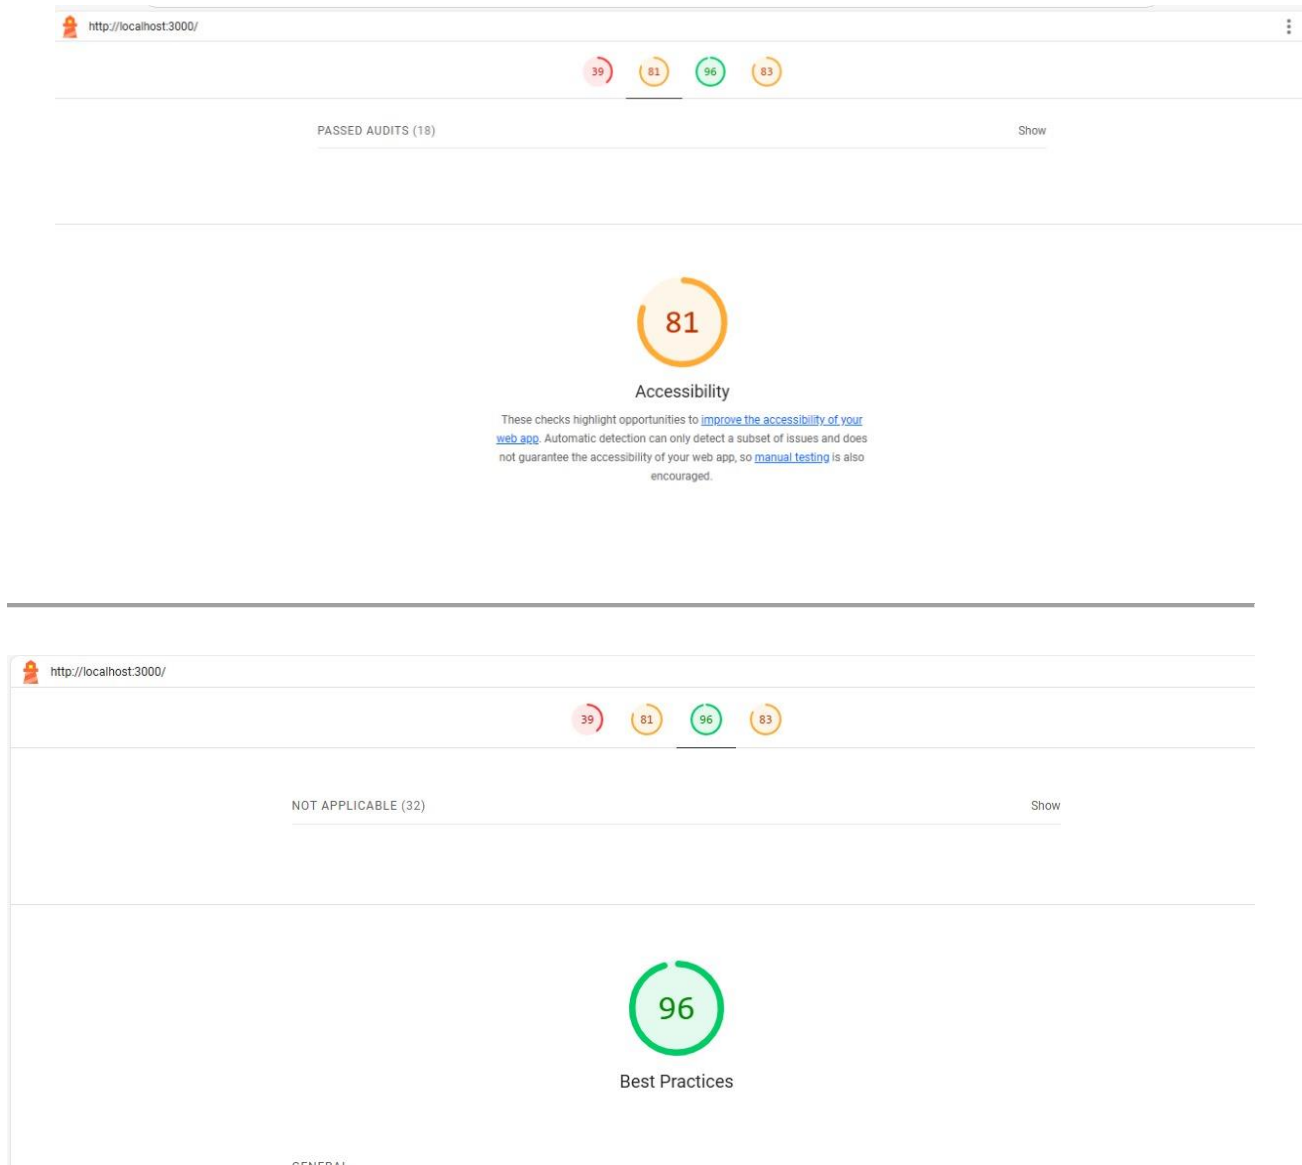 http://localhost:3000/
39 81 96 83
PASSED AUDITS (18) Show
81
Accessibility
These checks highlight opportunities to improve the accessibility of your
web app. Automatic detection can only detect a subset of issues and does
not guarantee the accessibility of your web app, so manual testing is also
encouraged.
http://localhost:3000/
39 81 96 83
NOT APPLICABLE (32) Show
96
Best Practices
GENERAL